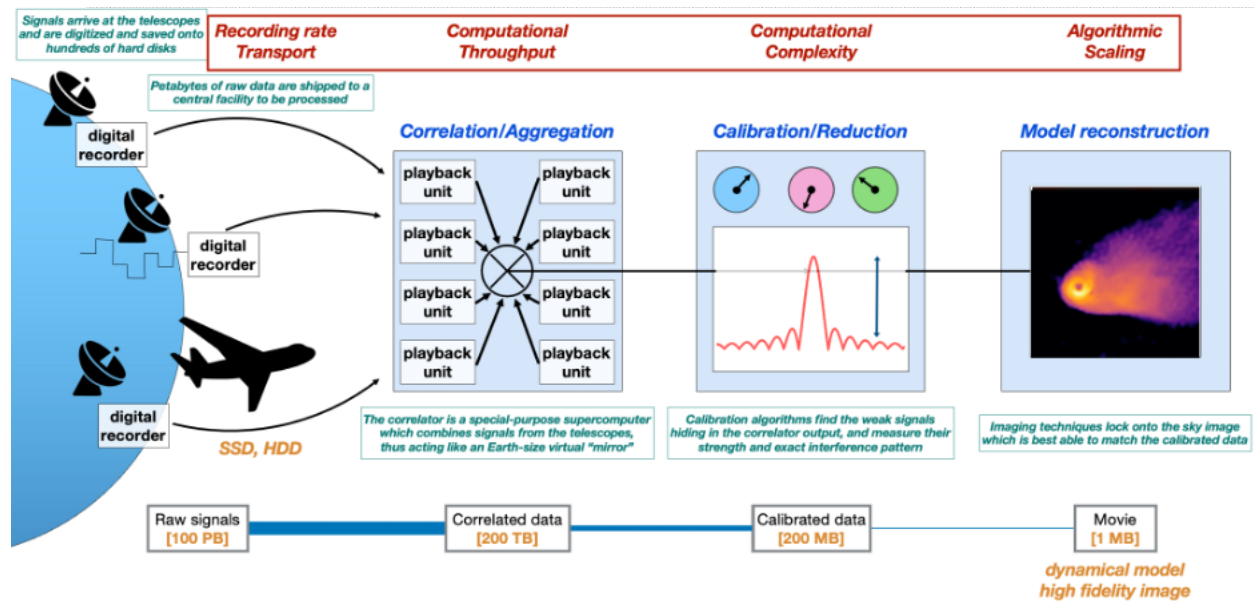 Signals arrive at the telescopes
and are digitized and saved onto
hundreds of hard disks
Recording rate
Transport
Computational
Throughput
Computational
Complexity
Algorithmic
Scaling
Petabytes of raw data are shipped to a
central facility to be processed
digital
recorder
digital
recorder
digital
recorder
SSD, HDD
Correlation/Aggregation
playback
unit
playback
unit
playback
unit
playback
unit
playback
unit
playback
unit
playback
unit
playback
unit
The correlator is a special-purpose supercomputer
which combines signals from the telescopes,
thus acting like an Earth-size virtual “mirror”
Calibration/Reduction
Calibration algorithms find the weak signals
hiding in the correlator output, and measure their
strength and exact interference pattern
Model reconstruction
Imaging techniques lock onto the sky image
which is best able to match the calibrated data
Raw signals
[100 PB]
Correlated data
[200 TB]
Calibrated data
[200 MB]
Movie
[1 MB]
dynamical model
high fidelity image